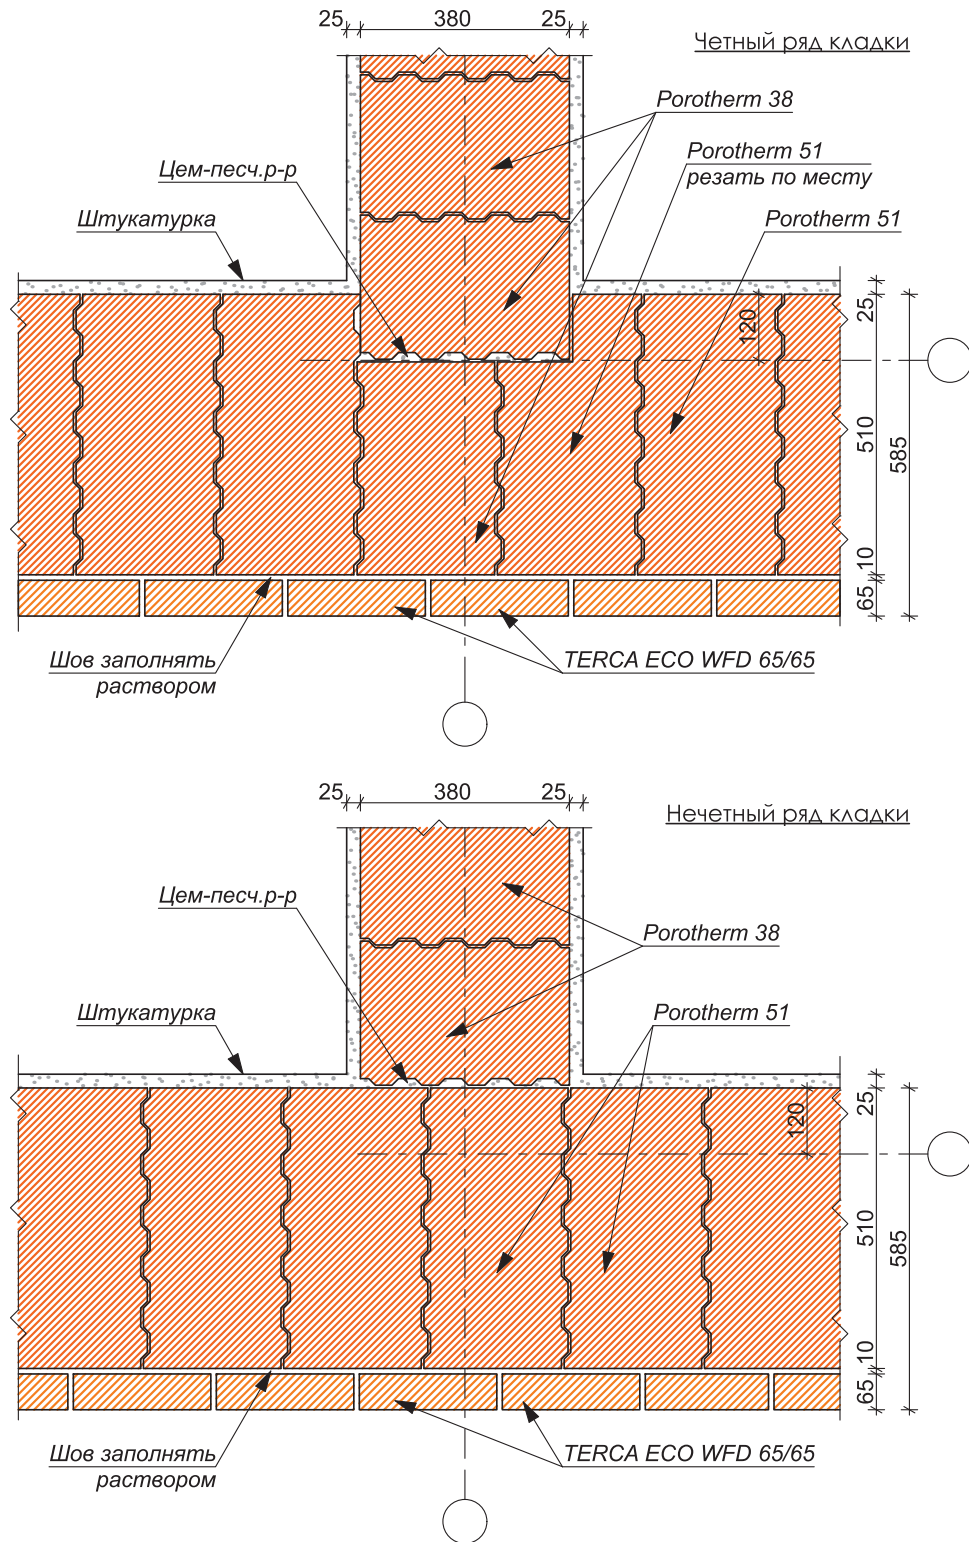 25
380
25
Четный ряд кладки
Porotherm 38
Porotherm 51
резать по месту
Цем-песч.р-р
Штукатурка
Porotherm 51
120
25
510
585
10
65
Шов заполнять
раствором
TERCA ECO WFD 65/65
25
380
25
Нечетный ряд кладки
Цем-песч.р-р
Porotherm 38
Штукатурка
Porotherm 51
120
25
510
585
10
65
Шов заполнять
раствором
TERCA ECO WFD 65/65